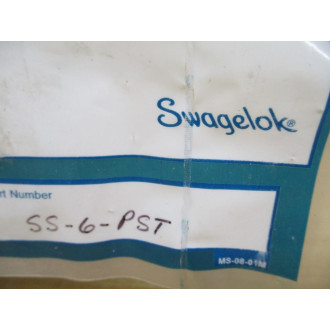 Swagelok®
rt Number
SS-6-PST
MS-06-61M